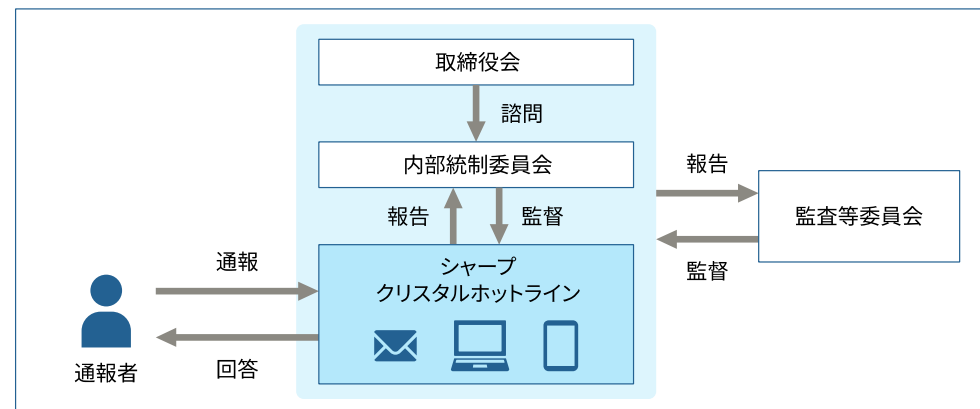 取締役会
諮問
内部統制委員会
報告
監督
シャープ
クリスタルホットライン
通報
回答
通報者
報告
監査等委員会
監督